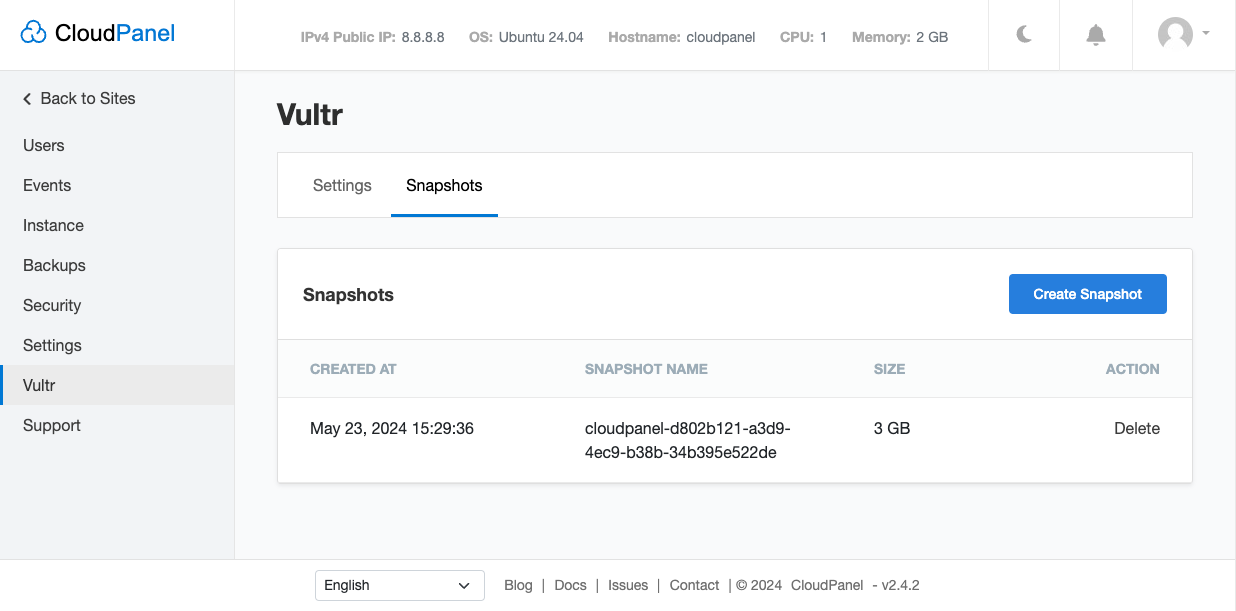 CloudPanel
IPv4 Public IP: 8.8.8.8 OS: Ubuntu 24.04 Hostname: cloudpanel CPU: 1 Memory: 2 GB
Back to Sites
Users
Events
Instance
Backups
Security
Settings
Vultr
Support
Vultr
Settings Snapshots
Snapshots Create Snapshot
CREATED AT SNAPSHOT NAME SIZE ACTION
May 23, 2024 15:29:36 cloudpanel-d802b121-a3d9- 3 GB Delete
4ec9-b38b-34b395e522de
English Blog | Docs | Issues | Contact | © 2024 CloudPanel - v2.4.2